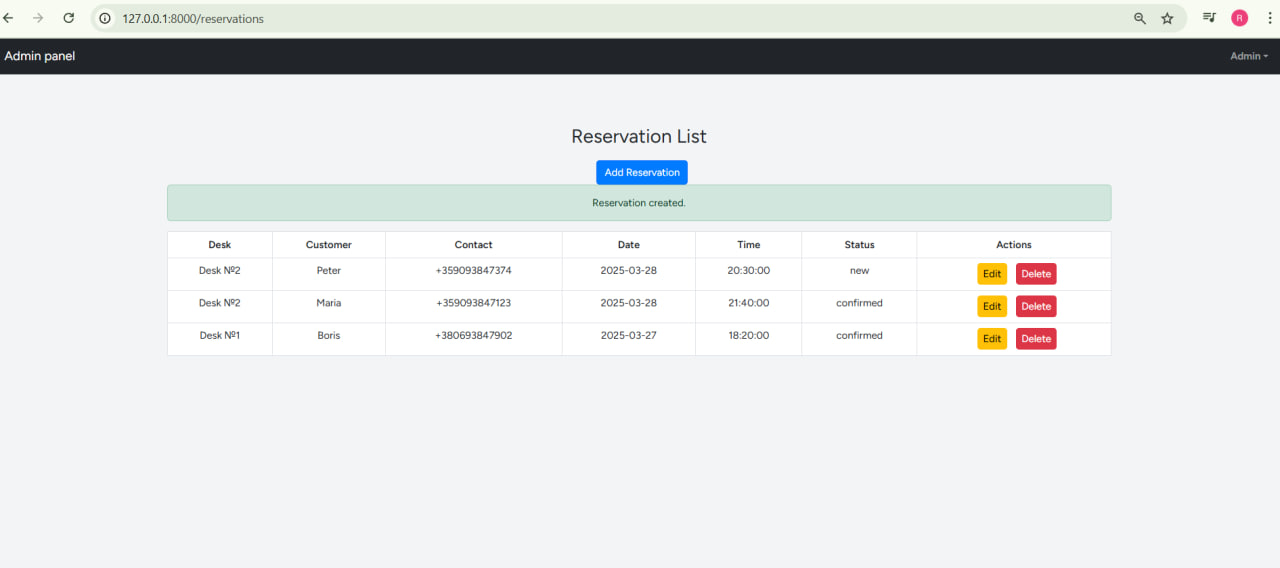 127.0.0.1:8000/reservations
R
Admin panel
Admin
Reservation List
Add Reservation
Reservation created.
Desk Customer Contact Date Time Status Actions
Desk №2 Peter +359093847374 2025-03-28 20:30:00 new Edit Delete
Desk №2 Maria +359093847123 2025-03-28 21:40:00 confirmed Edit Delete
Desk №1 Boris +380693847902 2025-03-27 18:20:00 confirmed Edit Delete